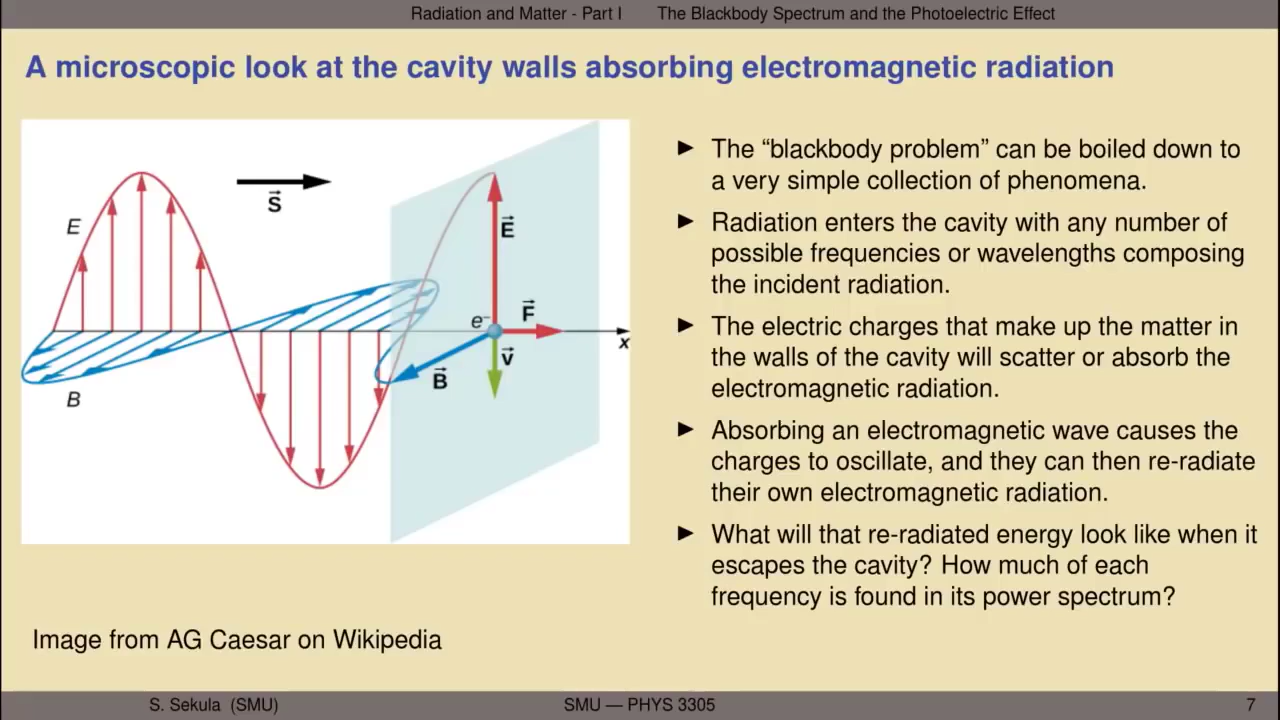 Radiation and Matter - Part I The Blackbody Spectrum and the Photoelectric Effect
A microscopic look at the cavity walls absorbing electromagnetic radiation
E
S
E
F
e−
x
V
B
B
▶ The “blackbody problem” can be boiled down to
a very simple collection of phenomena.
▶ Radiation enters the cavity with any number of
possible frequencies or wavelengths composing
the incident radiation.
▶ The electric charges that make up the matter in
the walls of the cavity will scatter or absorb the
electromagnetic radiation.
▶ Absorbing an electromagnetic wave causes the
charges to oscillate, and they can then re-radiate
their own electromagnetic radiation.
▶ What will that re-radiated energy look like when it
escapes the cavity? How much of each
frequency is found in its power spectrum?
Image from AG Caesar on Wikipedia
S. Sekula (SMU) SMU — PHYS 3305 7